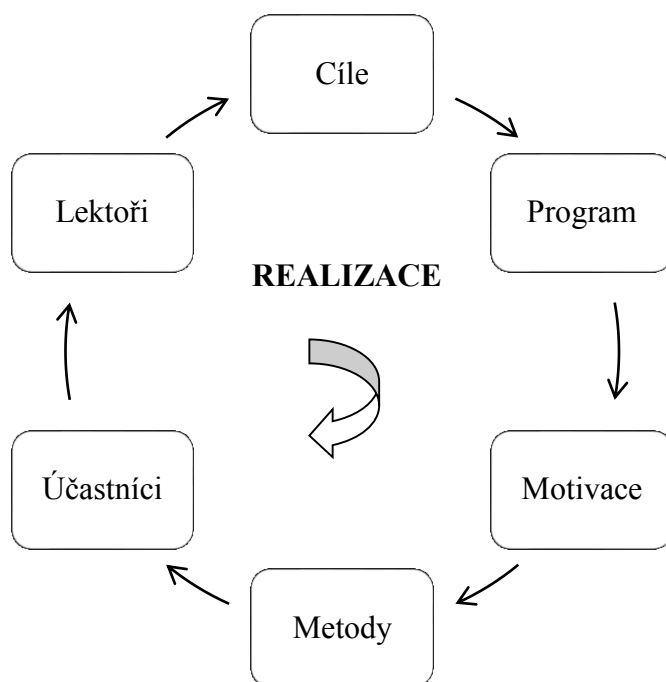 Cíle
Lektoři
Program
REALIZACE
Účastníci
Motivace
Metody